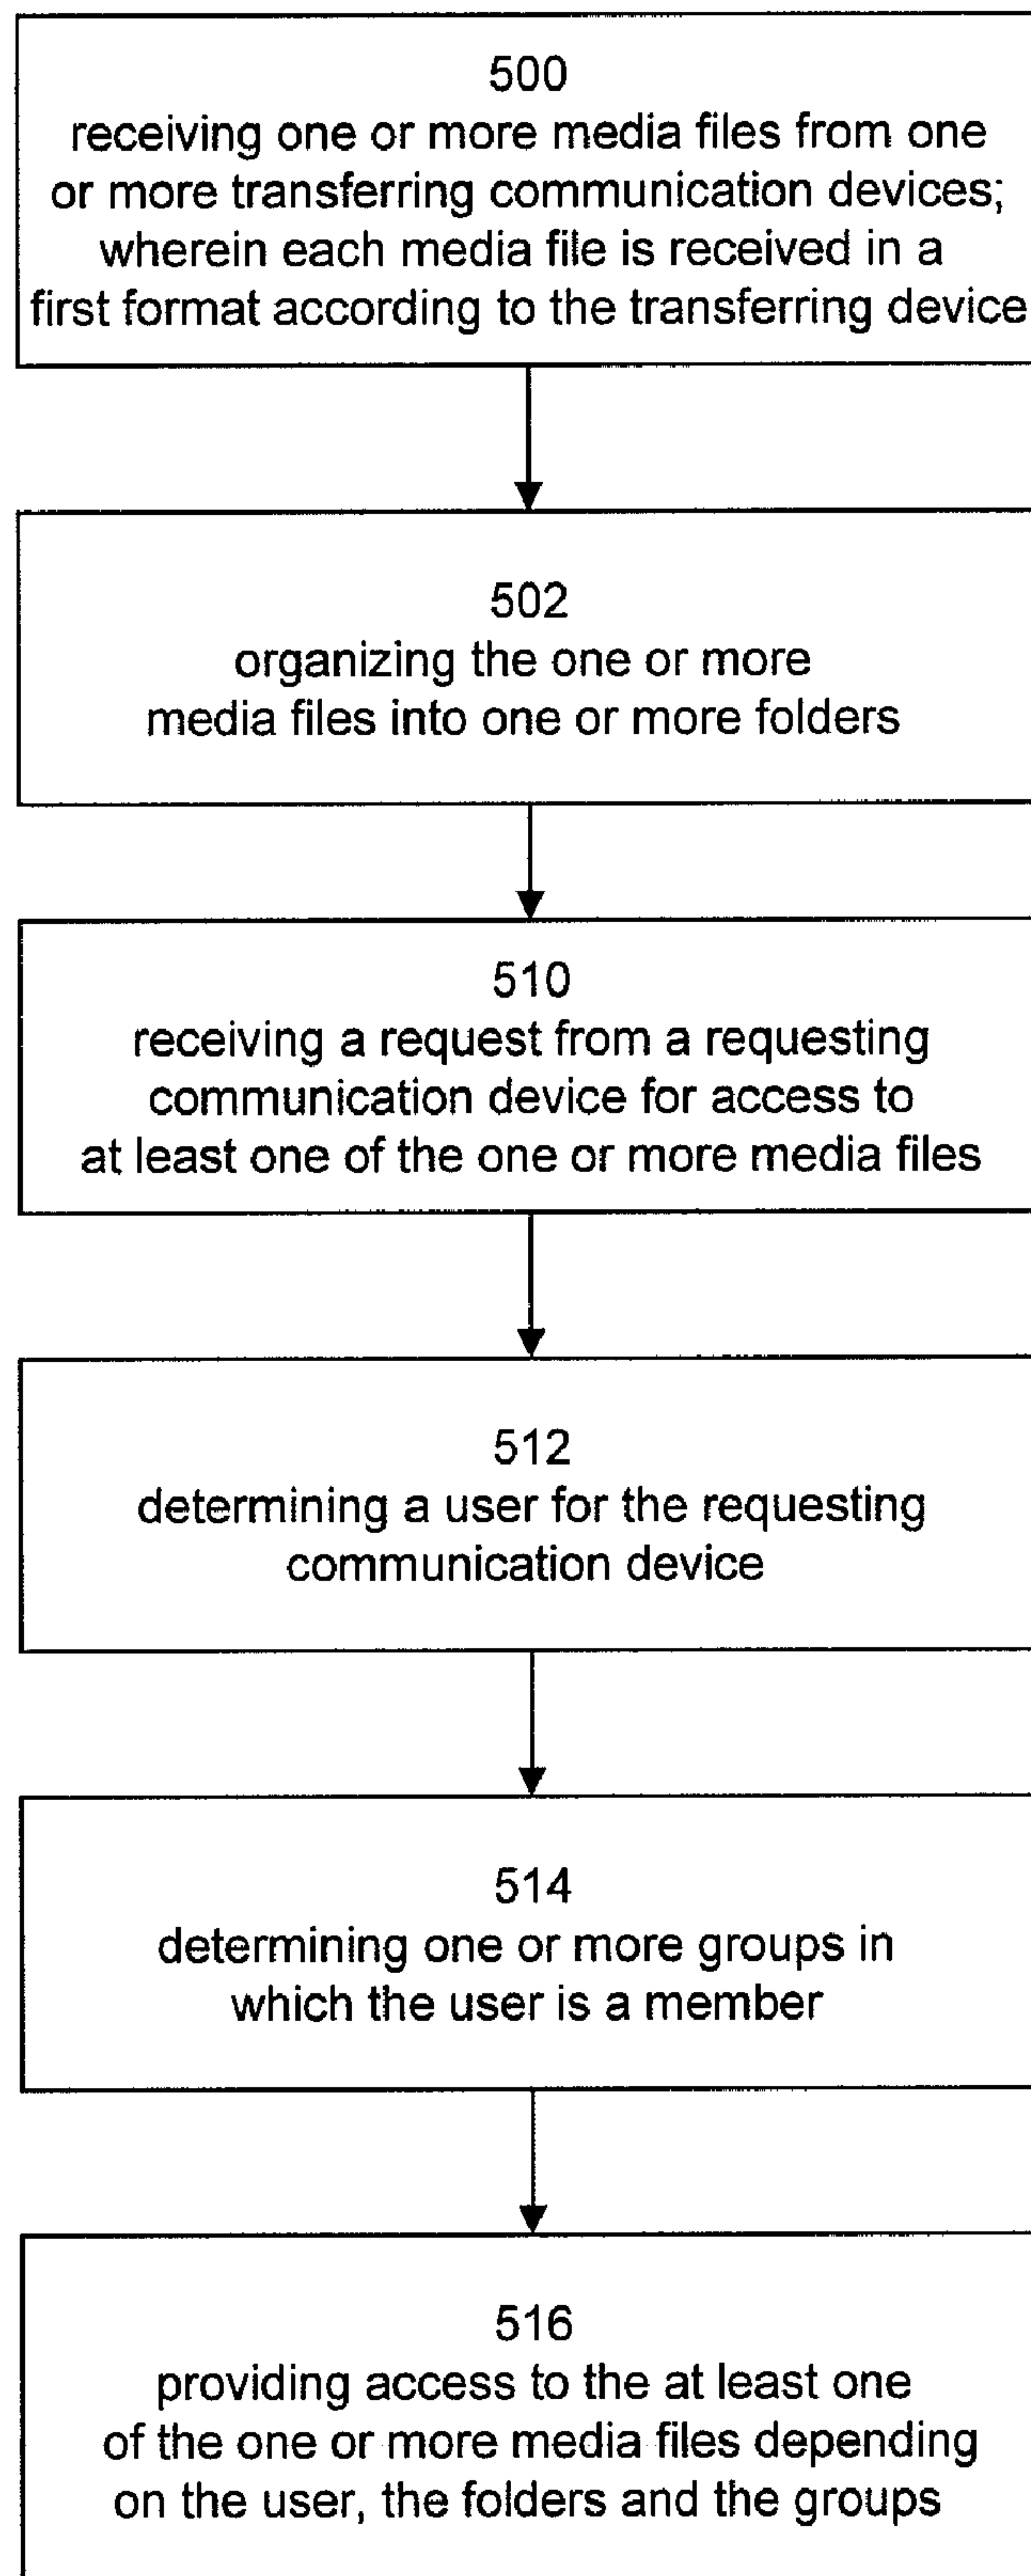 500
receiving one or more media files from one
or more transferring communication devices;
wherein each media file is received in a
first format according to the transferring device
502
organizing the one or more
media files into one or more folders
510
receiving a request from a requesting
communication device for access to
at least one of the one or more media files
512
determining a user for the requesting
communication device
514
determining one or more groups in
which the user is a member
516
providing access to the at least one
of the one or more media files depending
on the user, the folders and the groups